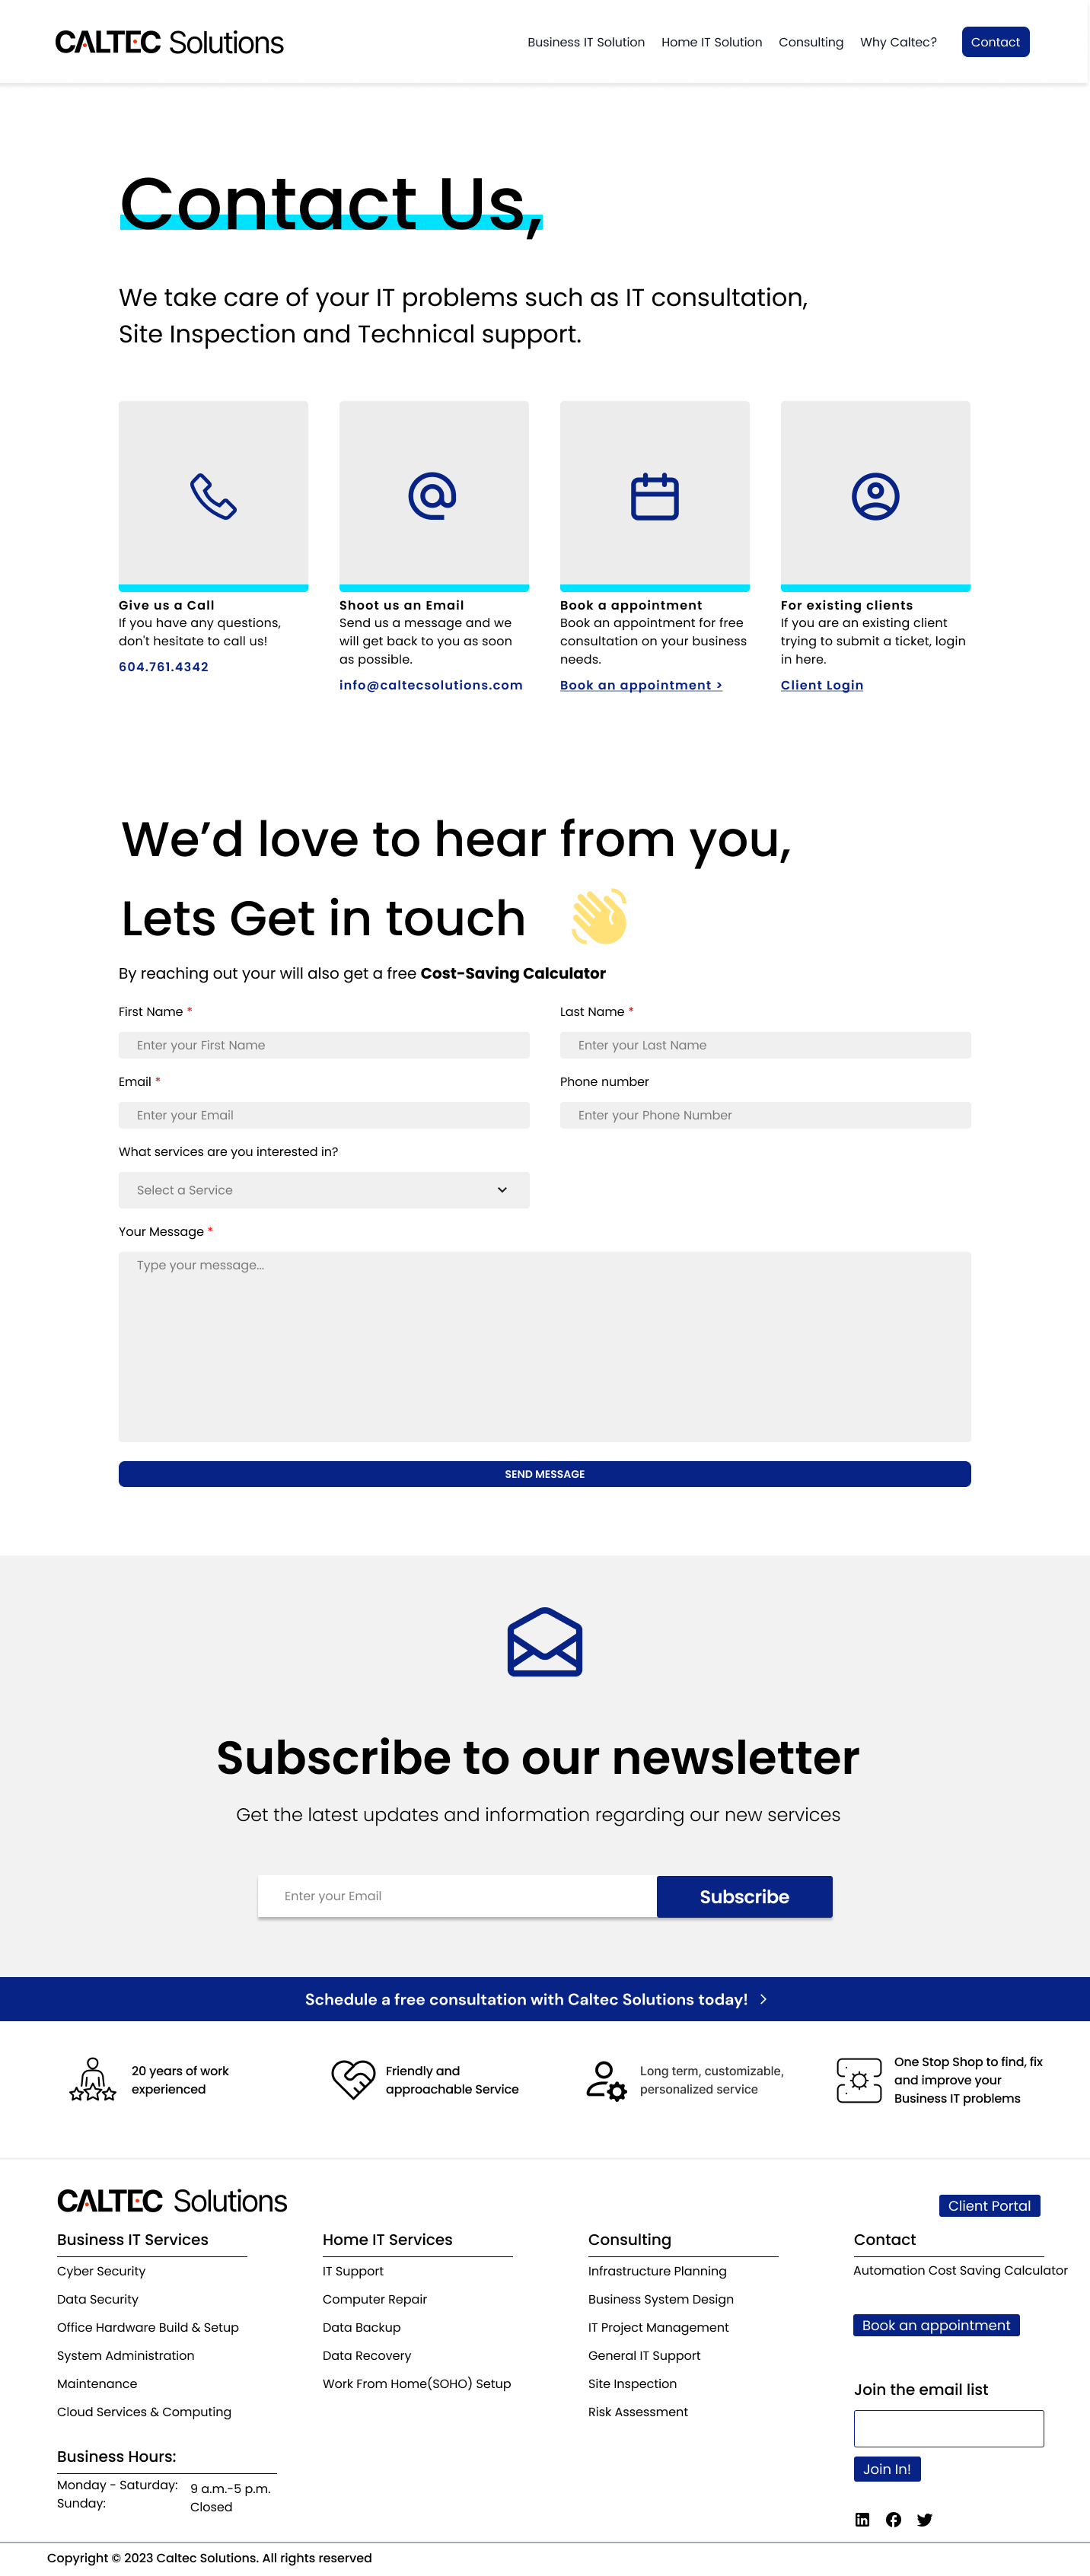 CALTEC Solutions
Business IT Solution Home IT Solution Consulting Why Caltec? Contact
Contact Us,
We take care of your IT problems such as IT consultation,
Site Inspection and Technical support.
Give us a Call
If you have any questions,
don't hesitate to call us!
604.761.4342
Shoot us an Email
Send us a message and we
will get back to you as soon
as possible.
info@caltecsolutions.com
Book a appointment
Book an appointment for free
consultation on your business
needs.
Book an appointment >
For existing clients
If you are an existing client
trying to submit a ticket, login
in here.
Client Login
We’d love to hear from you,
Lets Get in touch
By reaching out your will also get a free Cost-Saving Calculator
First Name *
Enter your First Name
Last Name *
Enter your Last Name
Email *
Enter your Email
Phone number
Enter your Phone Number
What services are you interested in?
Select a Service
Your Message *
Type your message...
SEND MESSAGE
Subscribe to our newsletter
Get the latest updates and information regarding our new services
Enter your Email
Subscribe
Schedule a free consultation with Caltec Solutions today! >
20 years of work
experienced
Friendly and
approachable Service
Long term, customizable,
personalized service
One Stop Shop to find, fix
and improve your
Business IT problems
CALTEC Solutions
Client Portal
Business IT Services
Cyber Security
Data Security
Office Hardware Build & Setup
System Administration
Maintenance
Cloud Services & Computing
Home IT Services
IT Support
Computer Repair
Data Backup
Data Recovery
Work From Home(SOHO) Setup
Consulting
Infrastructure Planning
Business System Design
IT Project Management
General IT Support
Site Inspection
Risk Assessment
Contact
Automation Cost Saving Calculator
Book an appointment
Join the email list
Join In!
Business Hours:
Monday - Saturday: 9 a.m.-5 p.m.
Sunday: Closed
Copyright © 2023 Caltec Solutions. All rights reserved